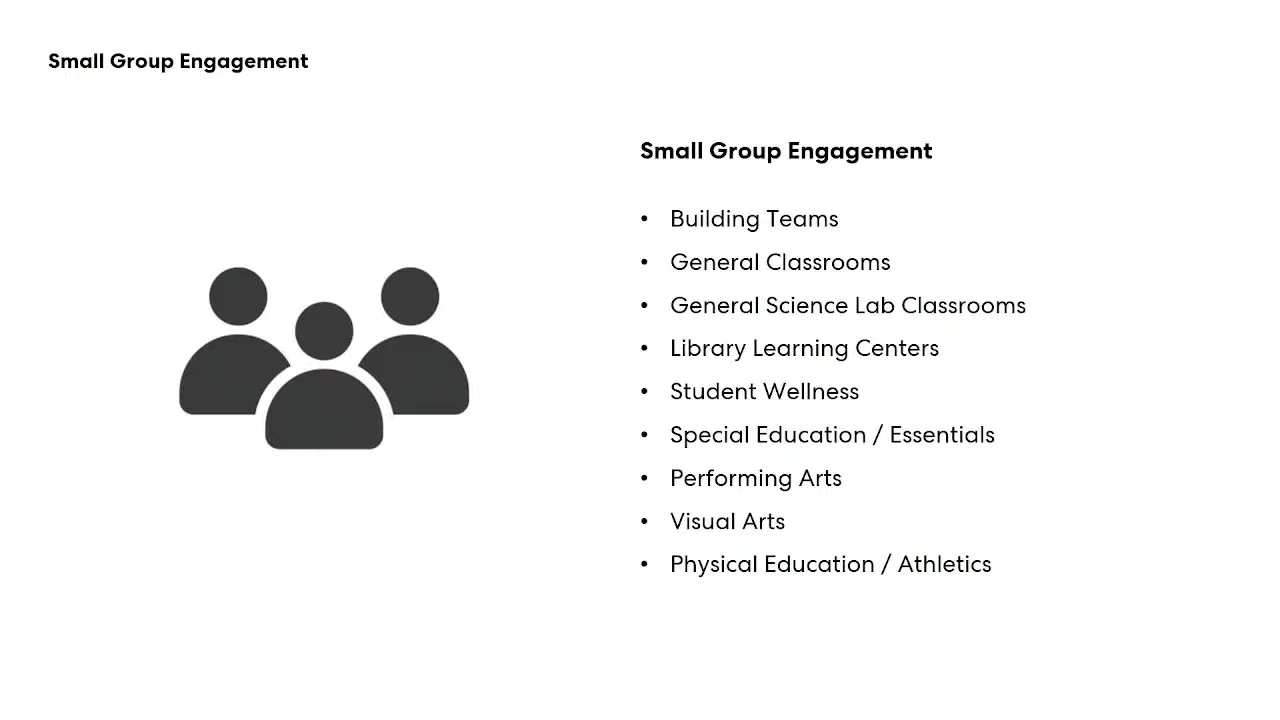 Small Group Engagement
Small Group Engagement
• Building Teams
• General Classrooms
• General Science Lab Classrooms
• Library Learning Centers
• Student Wellness
• Special Education / Essentials
• Performing Arts
• Visual Arts
• Physical Education / Athletics